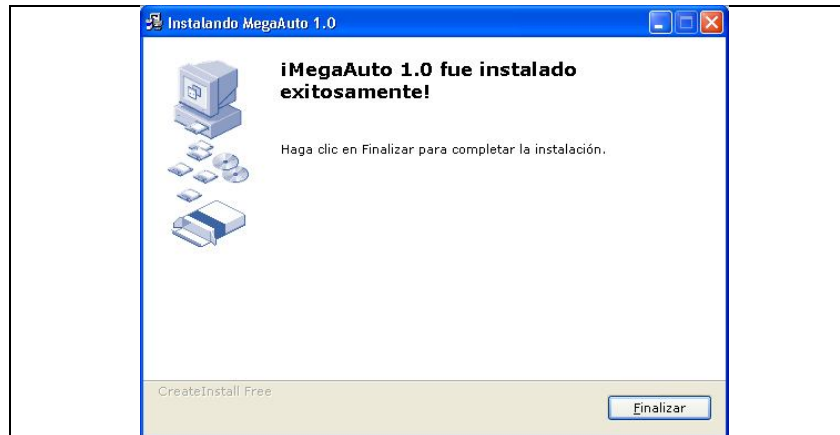 Instalando MegaAuto 1.0
¡MegaAuto 1.0 fue instalado
exitosamente!
Haga clic en Finalizar para completar la instalación.
CreateInstall Free
Finalizar